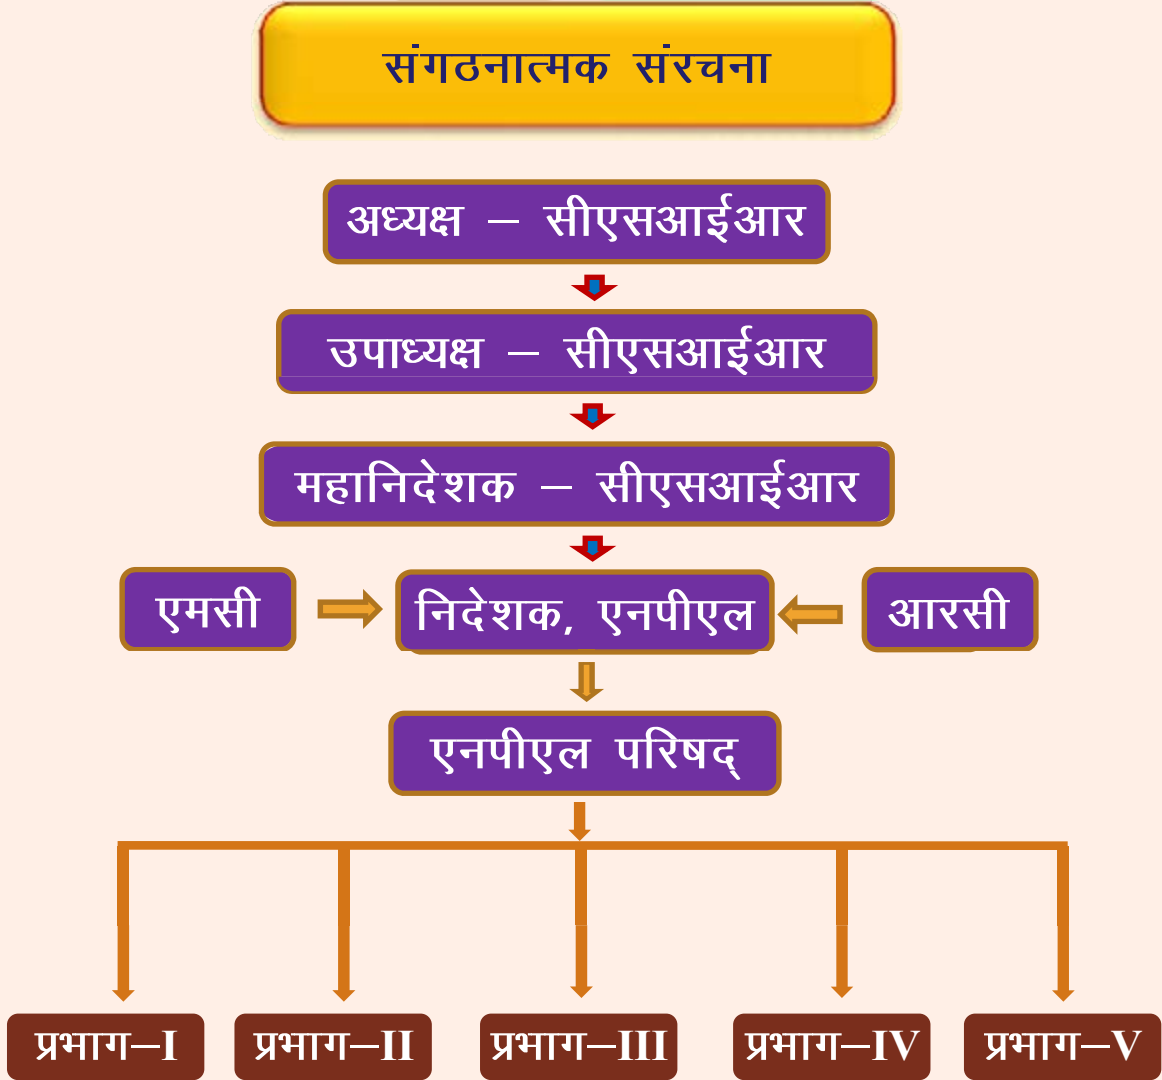 संगठनात्मक संरचना
अध्यक्ष – सीएसआईआर
उपाध्यक्ष – सीएसआईआर
महानिदेशक – सीएसआईआर
एमसी
निदेशक, एनपीएल
आरसी
एनपीएल परिषद्
प्रभाग–I
प्रभाग–II
प्रभाग–III
प्रभाग–IV
प्रभाग–V